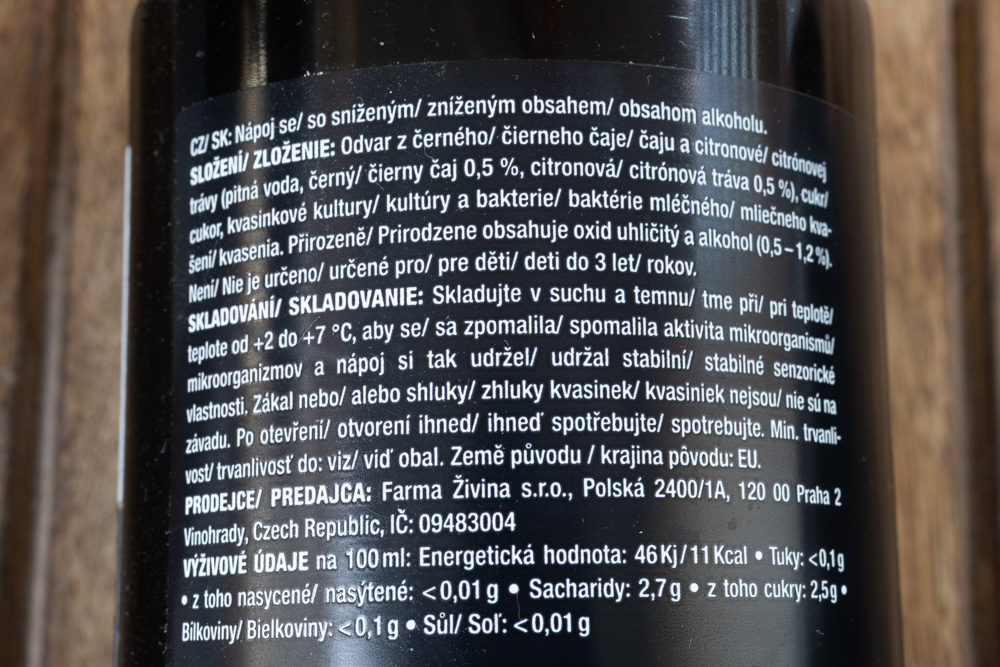 CZ/ SK: Nápoj se/ so sníženým/ zníženým obsahem/ obsahom alkoholu.
SLOŽENÍ/ ZLOŽENIE: Odvar z černého/ čierneho čaje/ čaju a citronové/ citrónovej
trávy (pitná voda, černý/ čierny čaj 0,5 %, citronová/ citrónová tráva 0,5 %), cukr/
cukor, kvasinkové kultury/ kultúry a bakterie/ baktérie mléčného/ mliečneho kva-
šení/ kvasenia. Přirozeně/ Prirodzene obsahuje oxid uhličitý a alkohol (0,5 – 1,2 %).
Není/ Nie je určeno/ určené pro/ pre děti/ deti do 3 let/ rokov.
SKLADOVÁNÍ/ SKLADOVANIE: Skladujte v suchu a temnu/ tme při/ pri teplotě/
teplote od +2 do +7 °C, aby se/ sa zpomalila/ spomalila aktivita mikroorganismů/
mikroorganizmov a nápoj si tak udržel/ udržal stabilní/ stabilné senzorické
vlastnosti. Zákal nebo/ alebo shluky/ zhluky kvasinek/ kvasiniek nejsou/ nie sú na
závadu. Po otevření/ otvorení ihned/ ihneď spotřebujte/ spotrebujte. Min. trvanli-
vost/ trvanlivosť do: viz/ viď obal. Země původu / krajina pôvodu: EU.
PRODEJCE/ PREDAJCA: Farma Živina s.r.o., Polská 2400/1A, 120 00 Praha 2
Vinohrady, Czech Republic, IČ: 09483004
VÝŽIVOVÉ ÚDAJE na 100 ml: Energetická hodnota: 46 Kj / 11 Kcal • Tuky: <0,1 g
• z toho nasycené/ nasýtené: <0,01 g • Sacharidy: 2,7 g • z toho cukry: 2,5 g •
Bílkoviny/ Bielkoviny: <0,1 g • Sůl/ Soľ: <0,01 g